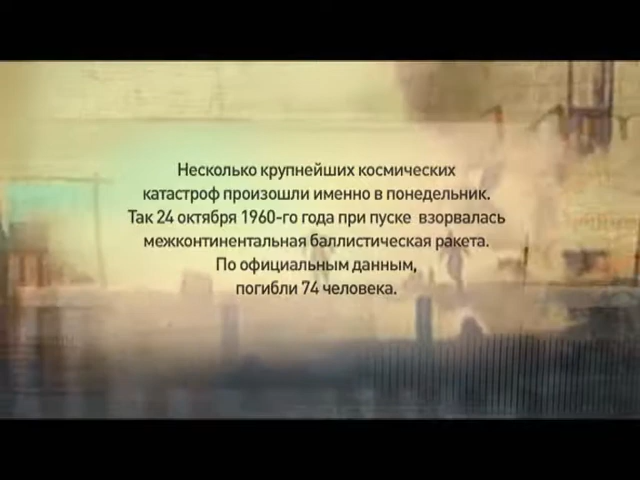 Несколько крупнейших космических
катастроф произошли именно в понедельник.
Так 24 октября 1960-го года при пуске взорвалась
межконтинентальная баллистическая ракета.
По официальным данным,
погибли 74 человека.